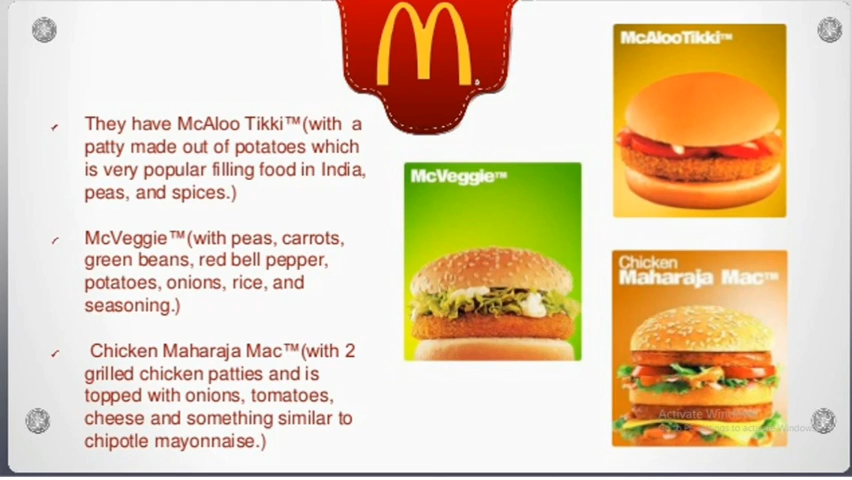 They have McAloo Tikki™(with a
patty made out of potatoes which
is very popular filling food in India,
peas, and spices.)
McVeggie™(with peas, carrots,
green beans, red bell pepper,
potatoes, onions, rice, and
seasoning.)
Chicken Maharaja Mac™(with 2
grilled chicken patties and is
topped with onions, tomatoes,
cheese and something similar to
chipotle mayonnaise.)
McVeggie™
McAlooTikki™
Chicken
Maharaja Mac™
Activate Windows